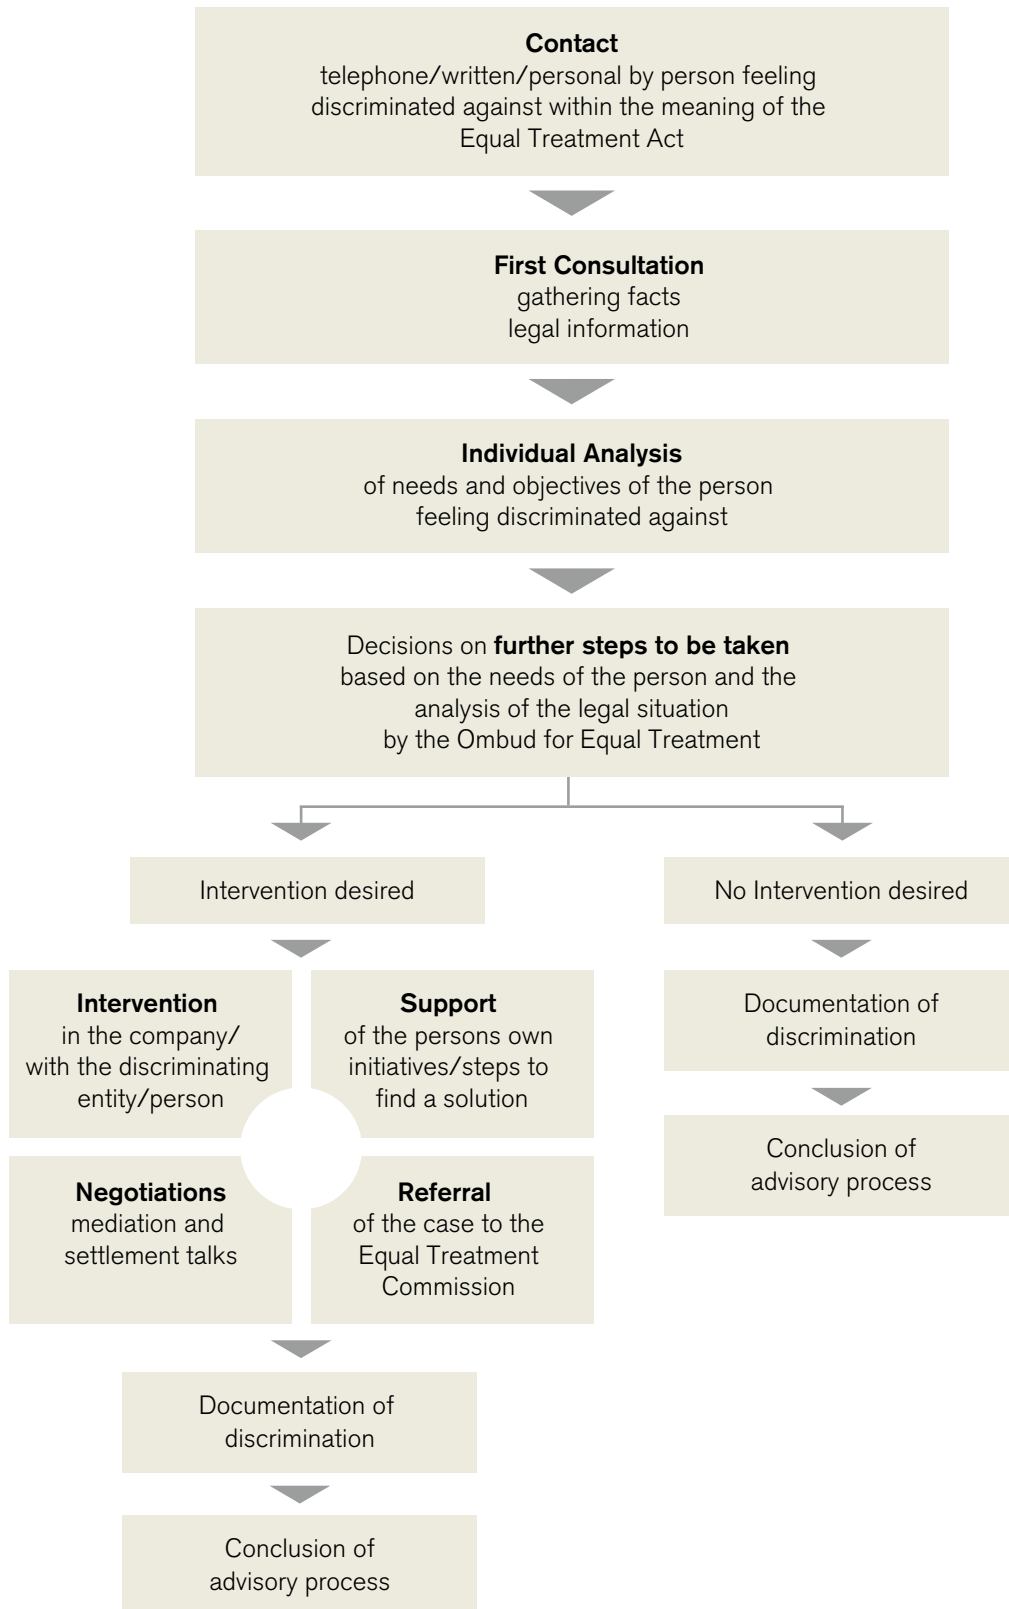 Contact
telephone/written/personal by person feeling
discriminated against within the meaning of the
Equal Treatment Act
First Consultation
gathering facts
legal information
Individual Analysis
of needs and objectives of the person
feeling discriminated against
Decisions on further steps to be taken
based on the needs of the person and the
analysis of the legal situation
by the Ombud for Equal Treatment
Intervention desired
No Intervention desired
Intervention
in the company/
with the discriminating
entity/person
Support
of the persons own
initiatives/steps to
find a solution
Negotiations
mediation and
settlement talks
Referral
of the case to the
Equal Treatment
Commission
Documentation of
discrimination
Conclusion of
advisory process
Documentation of
discrimination
Conclusion of
advisory process